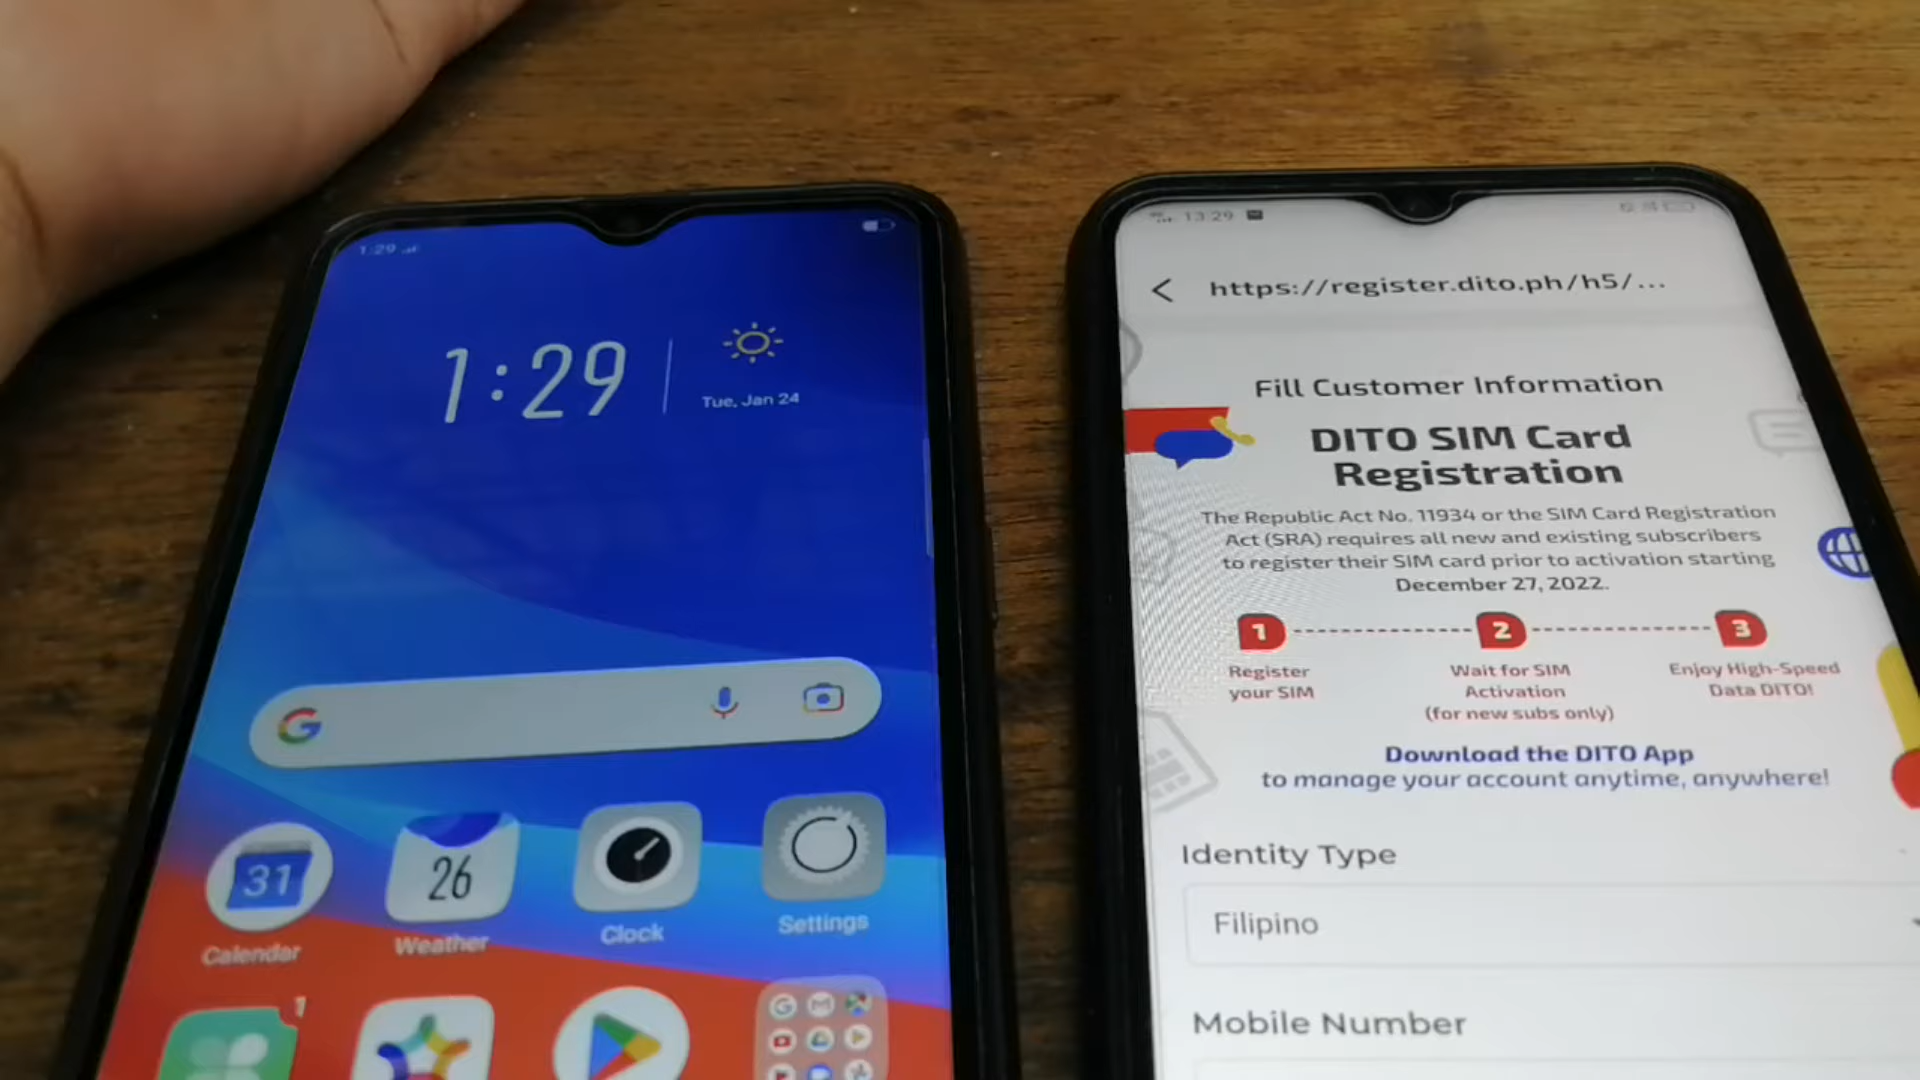 1:29
1:29
Tue, Jan 24
G
31
Calendar
26
Weather
Clock
Settings
1
13:29
https://register.dito.ph/h5/...
Fill Customer Information
DITO SIM Card
Registration
The Republic Act No. 11934 or the SIM Card Registration
Act (SRA) requires all new and existing subscribers
to register their SIM card prior to activation starting
December 27, 2022.
1
2
3
Register
your SIM
Wait for SIM
Activation
(for new subs only)
Enjoy High-Speed
Data DITO!
Download the DITO App
to manage your account anytime, anywhere!
Identity Type
Filipino
Mobile Number